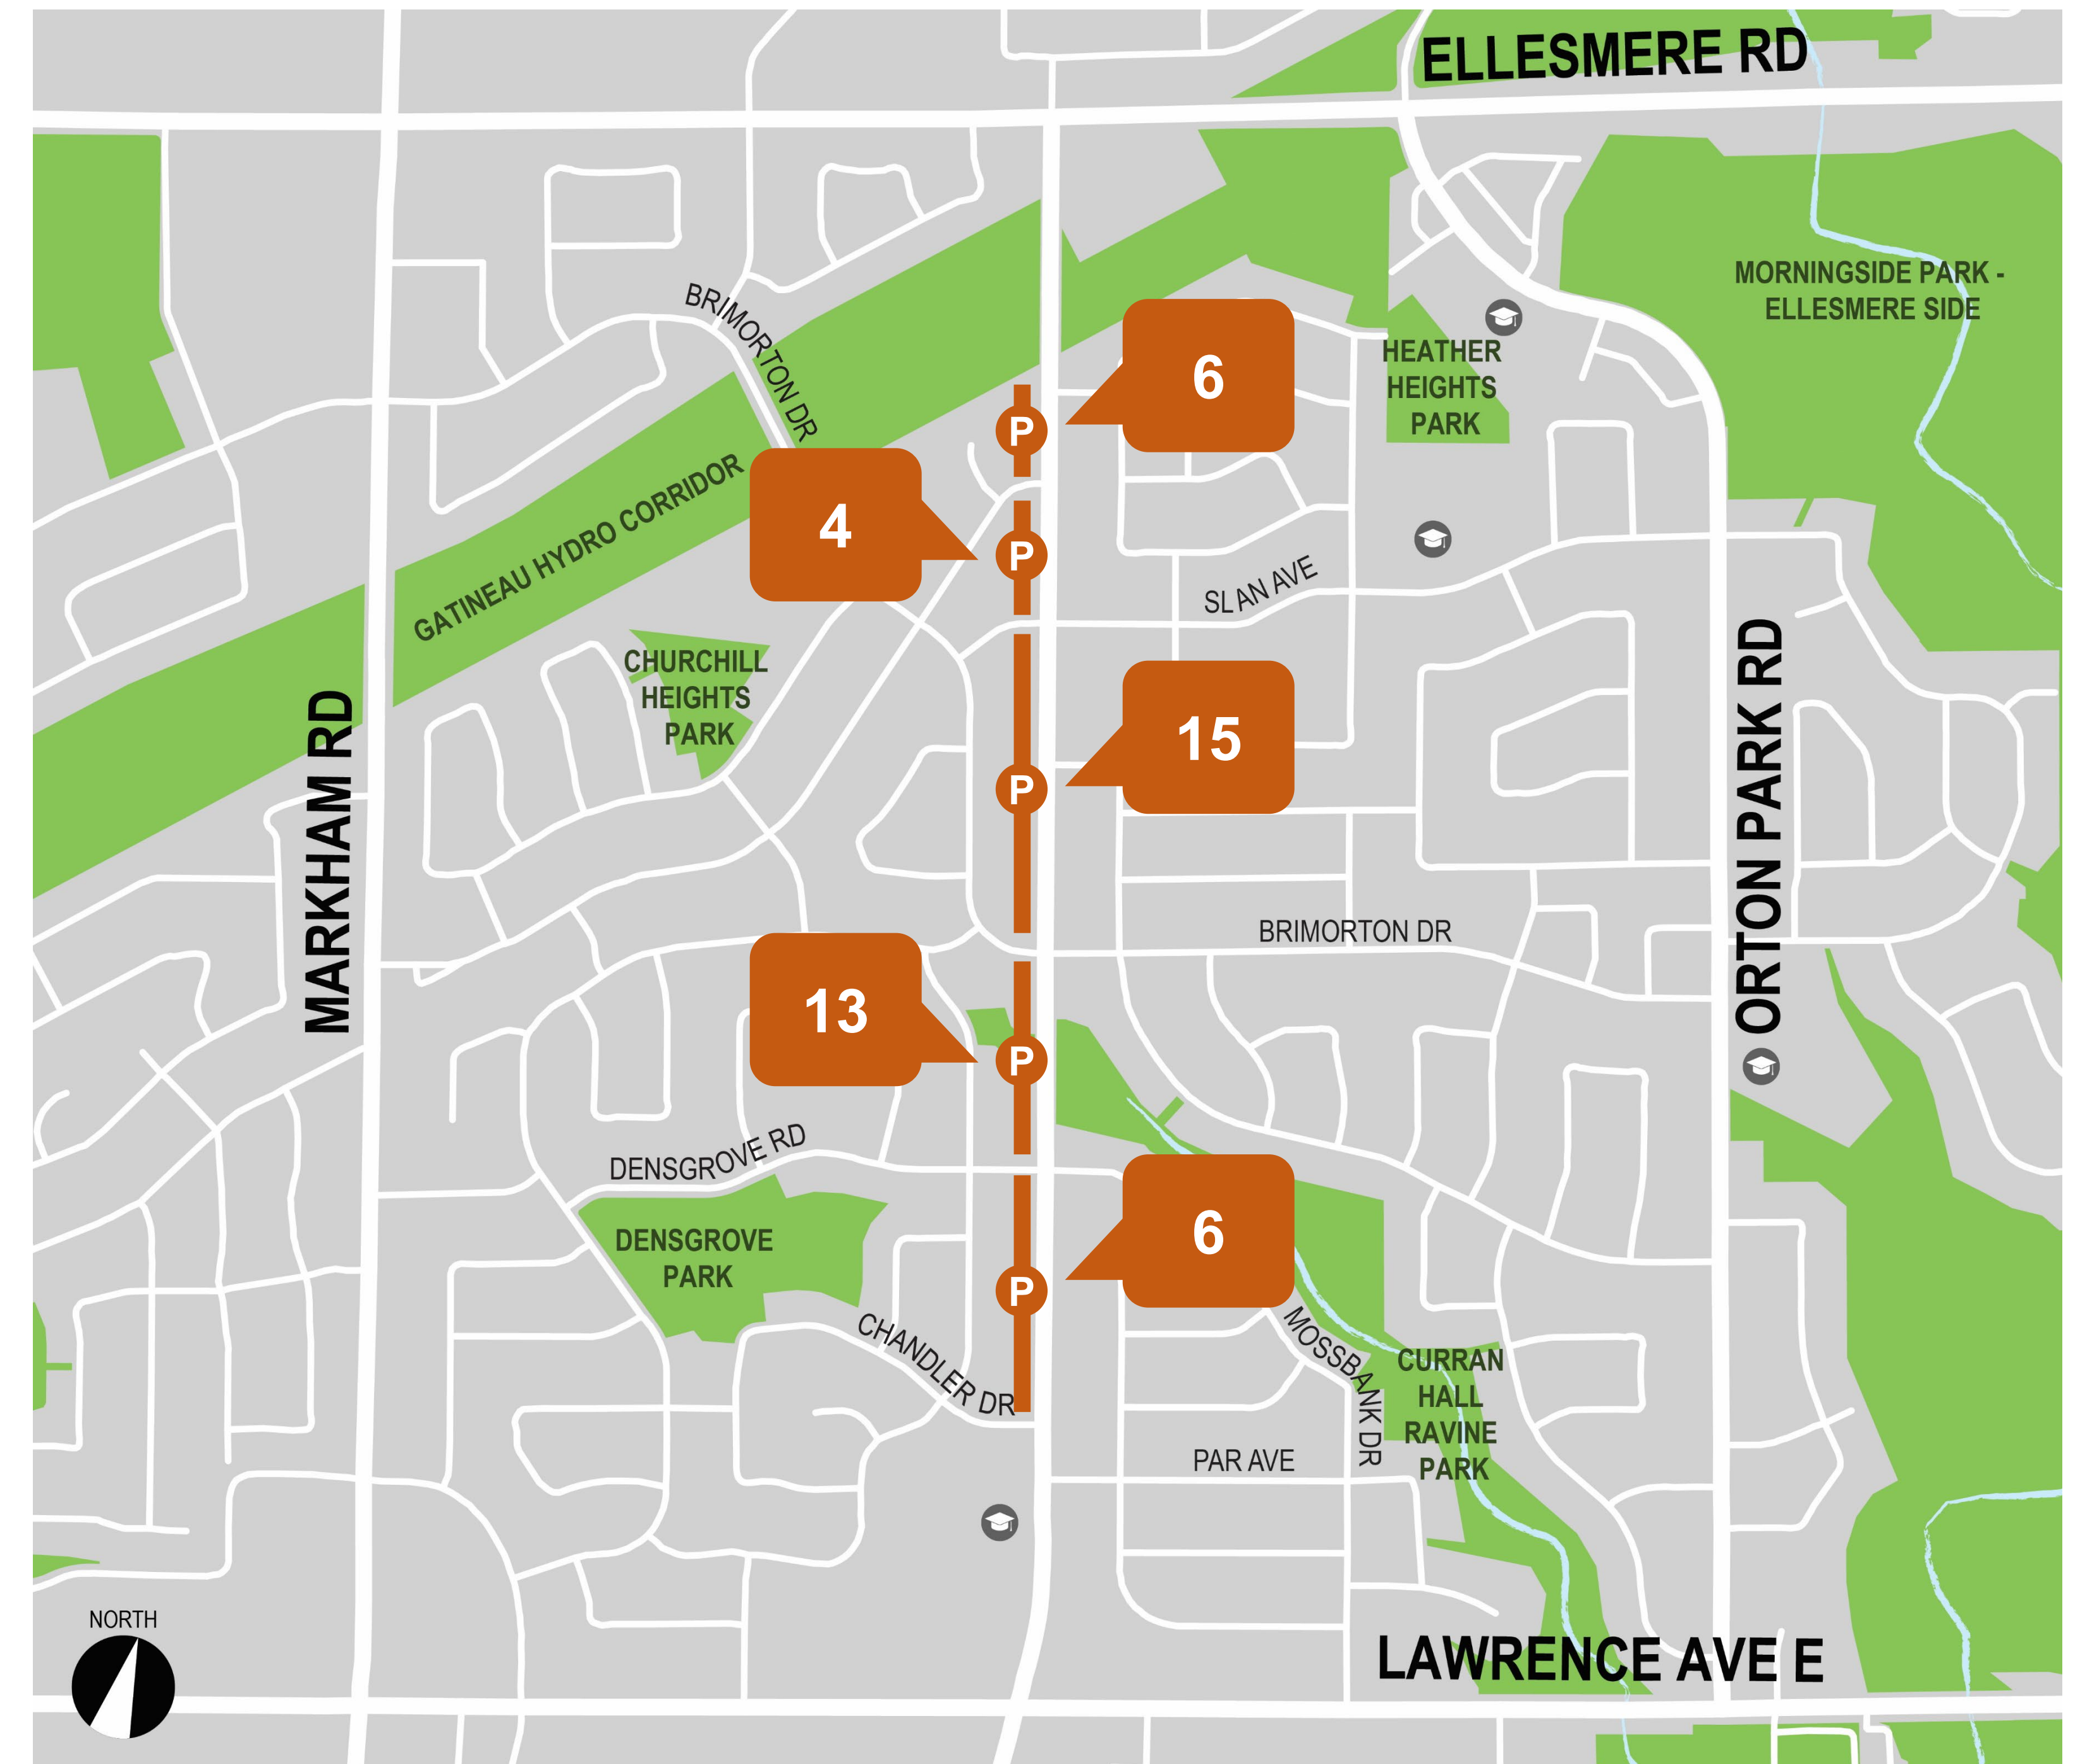 ELLESMERE RD
MORNINGSIDE PARK -
ELLESMERE SIDE
BRIMORTON DR
6
HEATHER
HEIGHTS
PARK
P
GATINEAU HYDRO CORRIDOR
4
P
SLAN AVE
CHURCHILL
HEIGHTS
PARK
MARKHAM RD
ORTON PARK RD
15
P
BRIMORTON DR
13
P
DENSGROVE RD
DENSGROVE
PARK
6
P
CHANDLER DR
MOSSBANK DR
CURRAN
HALL
RAVINE
PARK
PAR AVE
NORTH
LAWRENCE AVE E